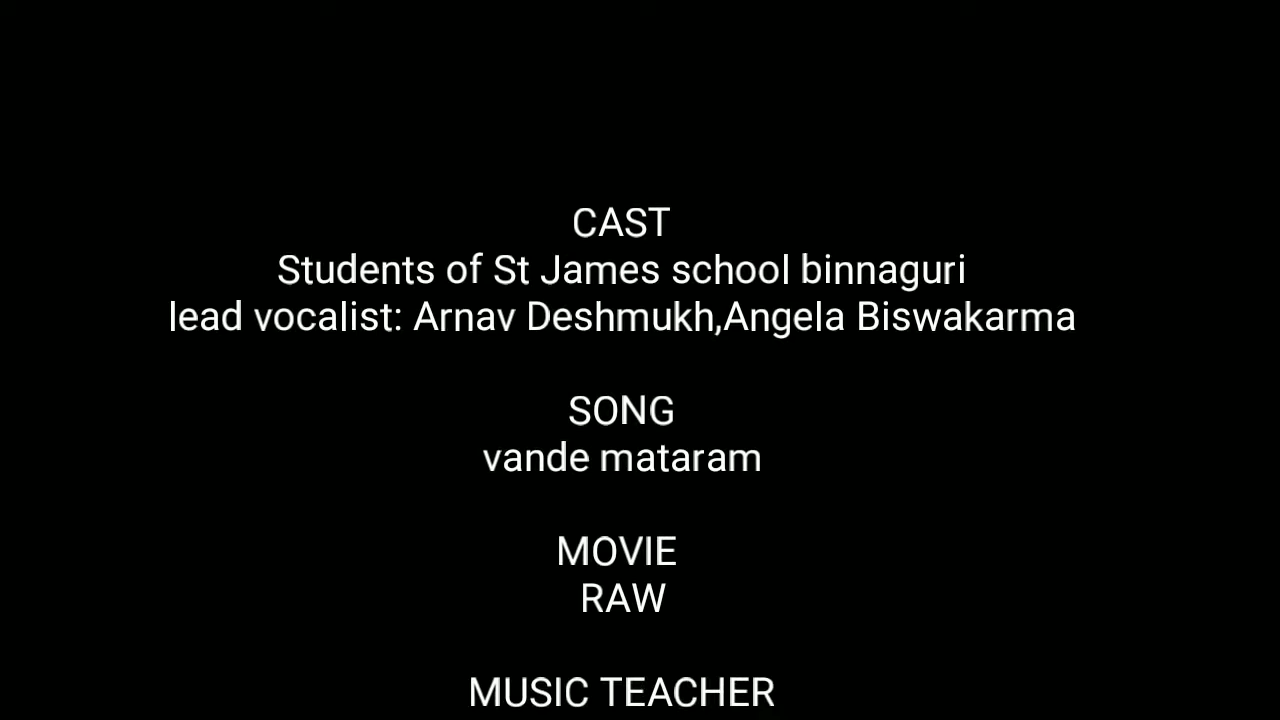 CAST
Students of St James school binnaguri
lead vocalist: Arnav Deshmukh,Angela Biswakarma
SONG
vande mataram
MOVIE
RAW
MUSIC TEACHER